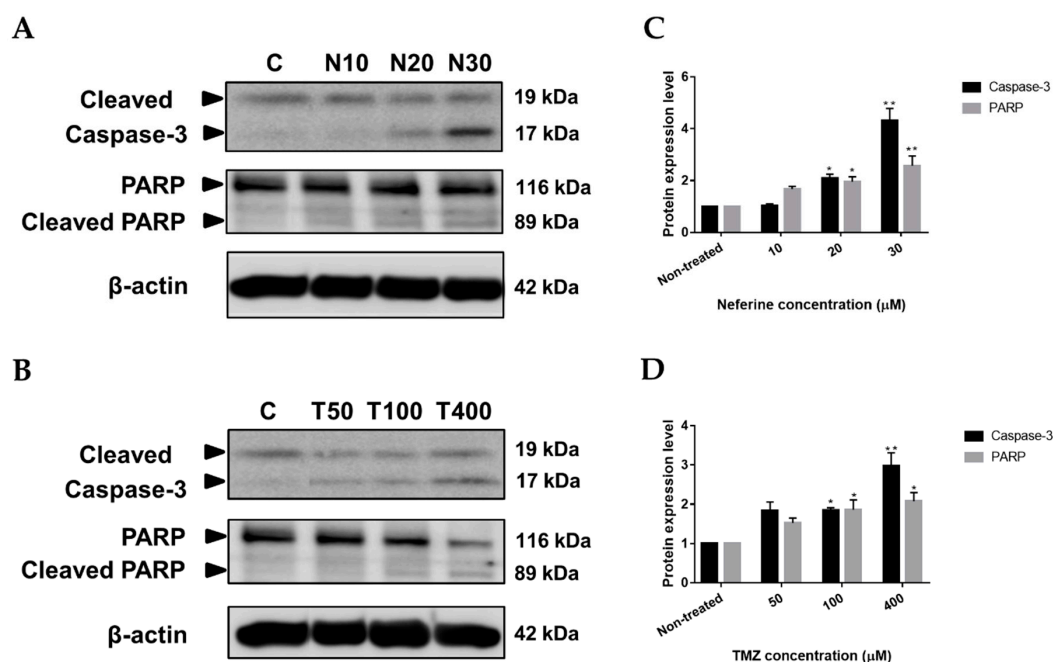 A
C N10 N20 N30
Cleaved
19 kDa
Caspase-3
17 kDa
PARP
116 kDa
Cleaved PARP
89 kDa
β-actin
42 kDa
C
Protein expression level
6
4
2
0
**
**
*
*
Non-treated
10
20
30
Neferine concentration (μM)
Caspase-3
PARP
B
C T50 T100 T400
Cleaved
19 kDa
Caspase-3
17 kDa
PARP
116 kDa
Cleaved PARP
89 kDa
β-actin
42 kDa
D
Protein expression level
4
3
2
1
0
**
*
*
*
Non-treated
50
100
400
TMZ concentration (μM)
Caspase-3
PARP